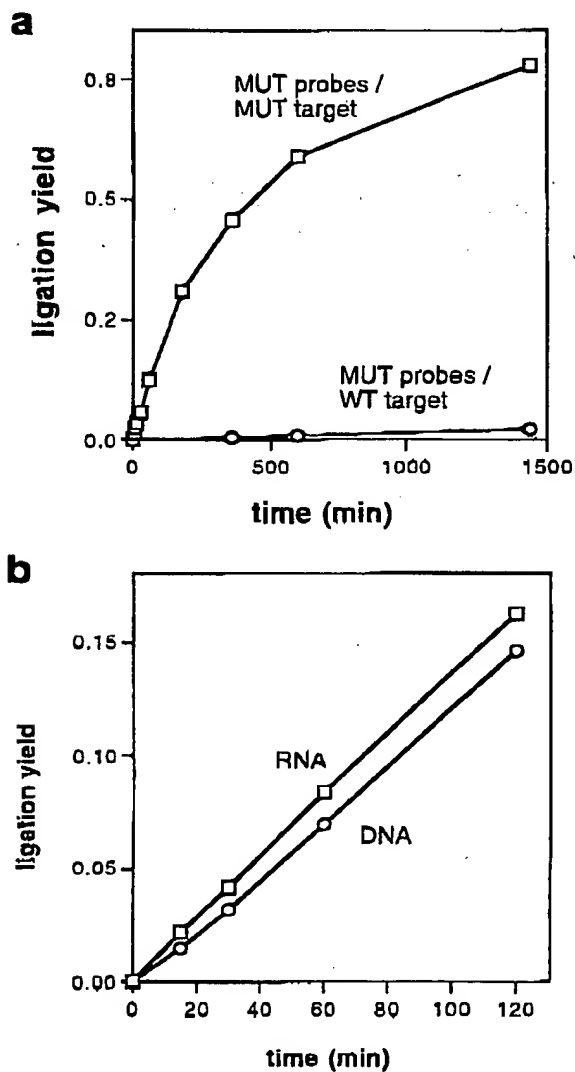 a
MUT probes /
MUT target
MUT probes /
WT target
0.8
0.5
0.2
0.0
0
500
1000
1500
ligation yield
time (min)
b
RNA
DNA
0.15
0.10
0.05
0.00
0
20
40
60
80
100
120
ligation yield
time (min)